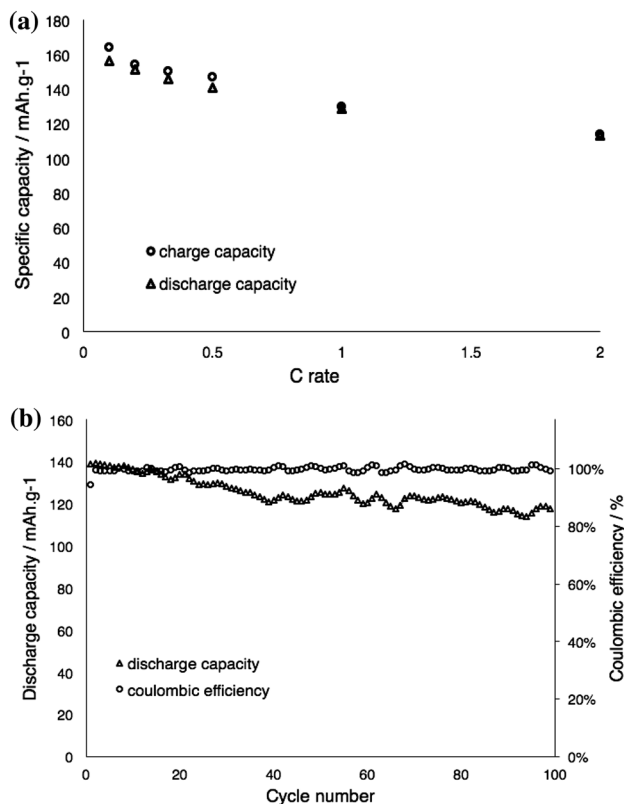 (a)
180
160
140
120
100
80
60
40
20
0
Specific capacity / mAh.g-1
charge capacity
discharge capacity
0 0.5 1 1.5 2
C rate
(b)
160
140
120
100
80
60
40
20
0
Discharge capacity / mAh.g-1
discharge capacity
coulombic efficiency
100%
80%
60%
40%
20%
0%
Coulombic efficiency / %
0 20 40 60 80 100
Cycle number